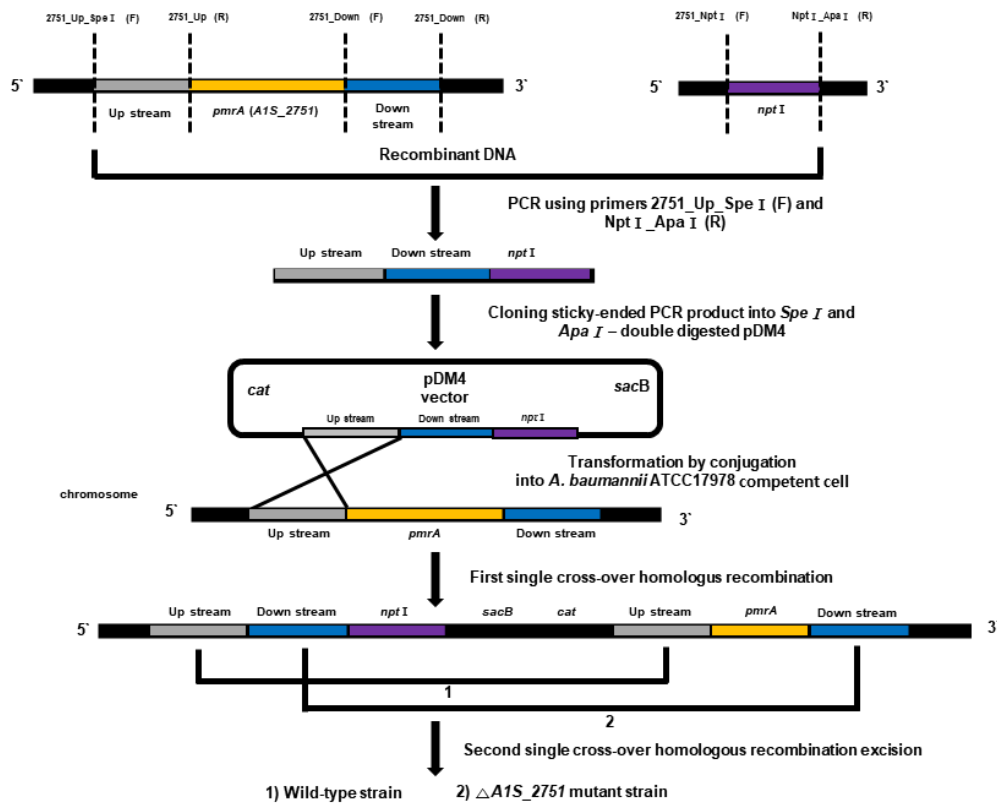 2751_Up_Spe I (F)
2751_Up (R)
2751_Down (F)
2751_Down (R)
2751_Npt I (F)
Npt I_Apa I (R)
5`
3`
5`
3`
Up stream
pmrA (A1S_2751)
Down
stream
npt I
Recombinant DNA
PCR using primers 2751_Up_Spe I (F) and
Npt I_Apa I (R)
Up stream
Down stream
npt I
Cloning sticky-ended PCR product into Spe I and
Apa I – double digested pDM4
cat
pDM4
vector
sacB
Up stream
Down stream
npt I
Transformation by conjugation
into A. baumannii ATCC17978 competent cell
chromosome
5`
3`
Up stream
pmrA
Down stream
First single cross-over homologus recombination
Up stream
Down stream
npt I
sacB
cat
Up stream
pmrA
Down stream
5`
3`
1
2
Second single cross-over homologous recombination excision
1) Wild-type strain
2) △A1S_2751 mutant strain